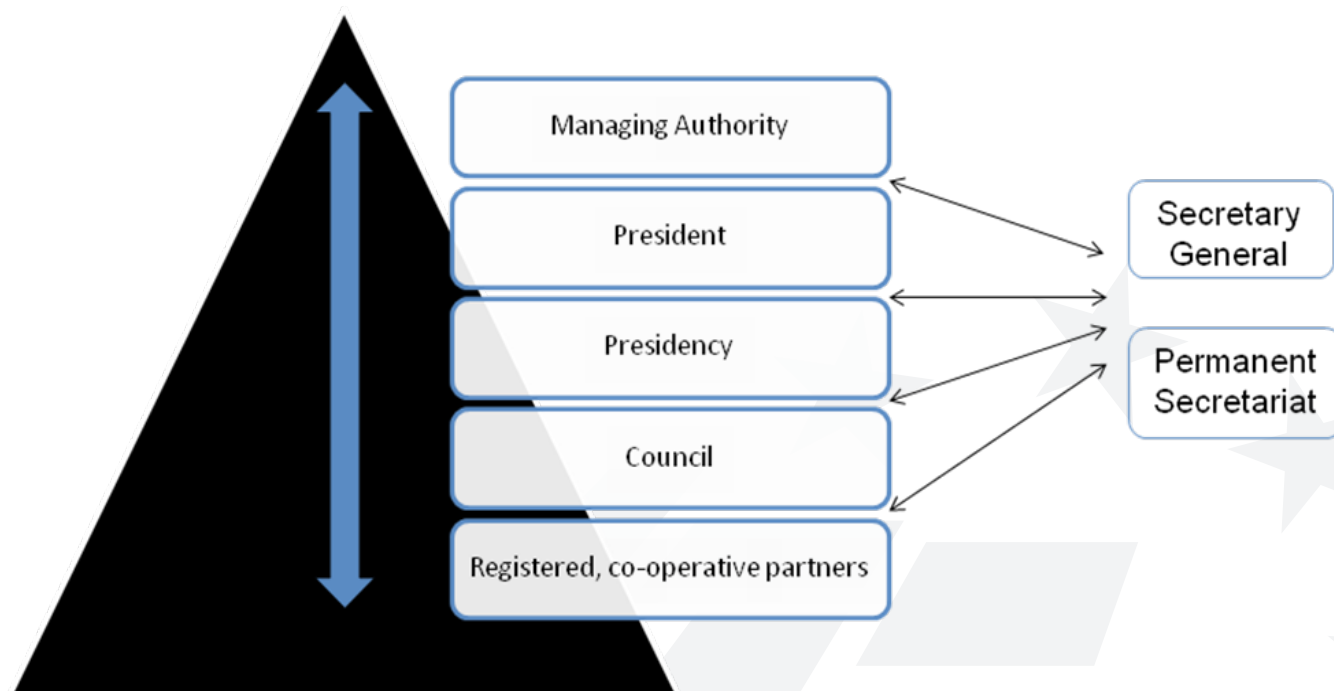 Managing Authority
President
Presidency
Council
Registered, co-operative partners
Secretary
General
Permanent
Secretariat